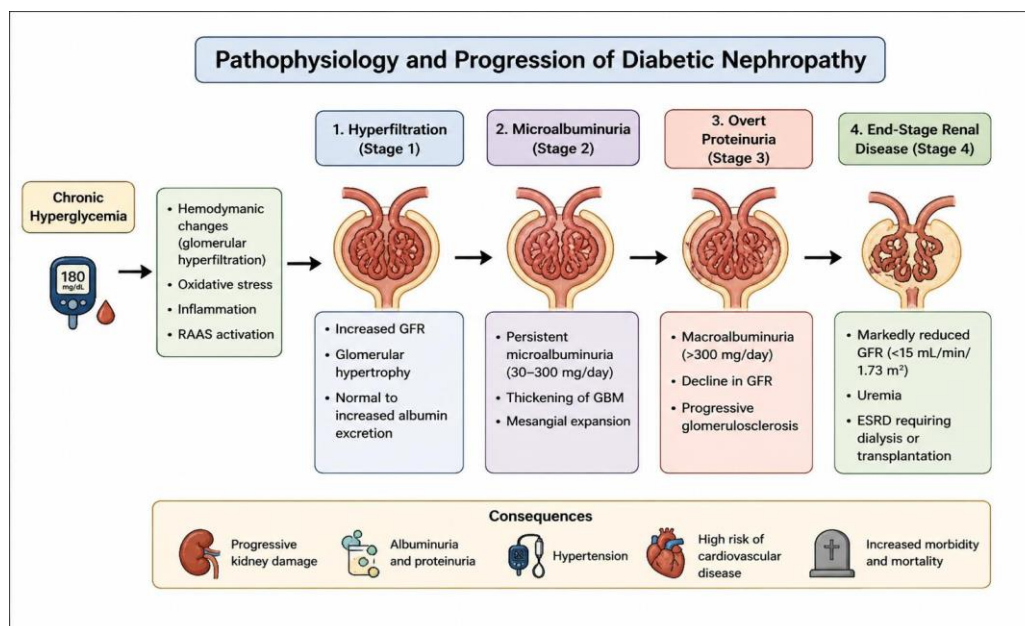 Pathophysiology and Progression of Diabetic Nephropathy
Chronic
Hyperglycemia
180
mg/dL
• Hemodymanic
changes
(glomerular
hyperfiltration)
• Oxidative stress
• Inflammation
• RAAS activation
1. Hyperfiltration
(Stage 1)
• Increased GFR
• Glomerular
hypertrophy
• Normal to
increased albumin
excretion
2. Microalbuminuria
(Stage 2)
• Persistent
microalbuminuria
(30–300 mg/day)
• Thickening of GBM
• Mesangial expansion
3. Overt
Proteinuria
(Stage 3)
• Macroalbuminuria
(>300 mg/day)
• Decline in GFR
• Progressive
glomerulosclerosis
4. End-Stage Renal
Disease (Stage 4)
• Markedly reduced
GFR (<15 mL/min/
1.73 m²)
• Uremia
• ESRD requiring
dialysis or
transplantation
Consequences
Progressive
kidney damage
Albuminuria
and proteinuria
Hypertension
High risk of
cardiovascular
disease
Increased morbidity
and mortality